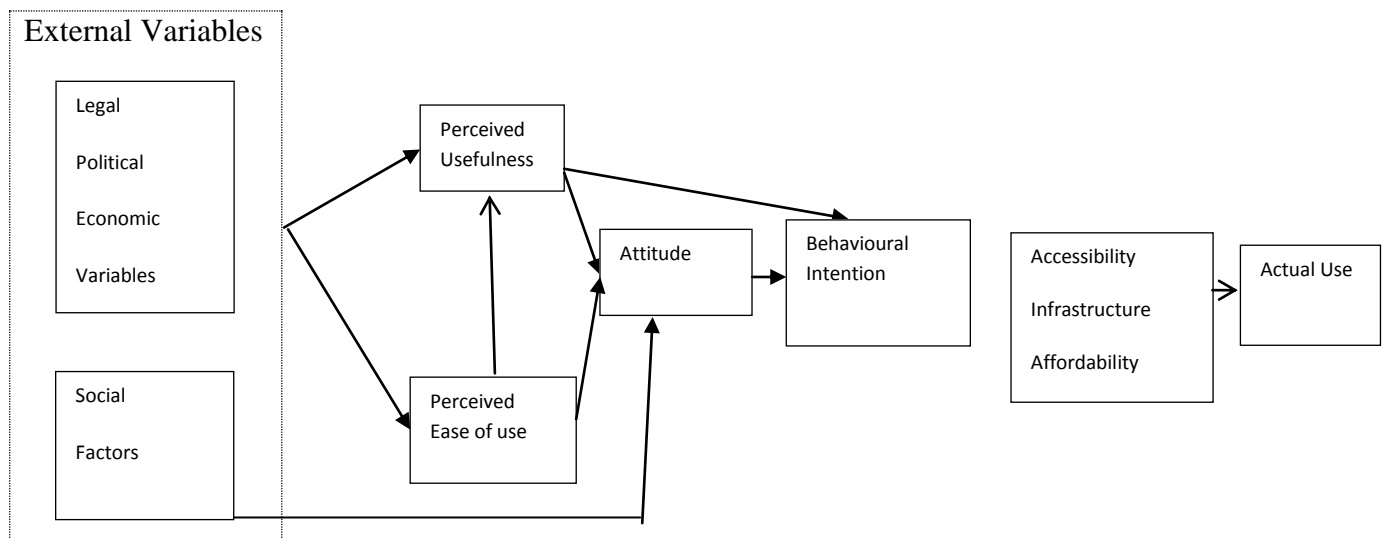 External Variables
Legal
Political
Economic
Variables
Social
Factors
Perceived
Usefulness
Perceived
Ease of use
Attitude
Behavioural
Intention
Accessibility
Infrastructure
Affordability
Actual Use